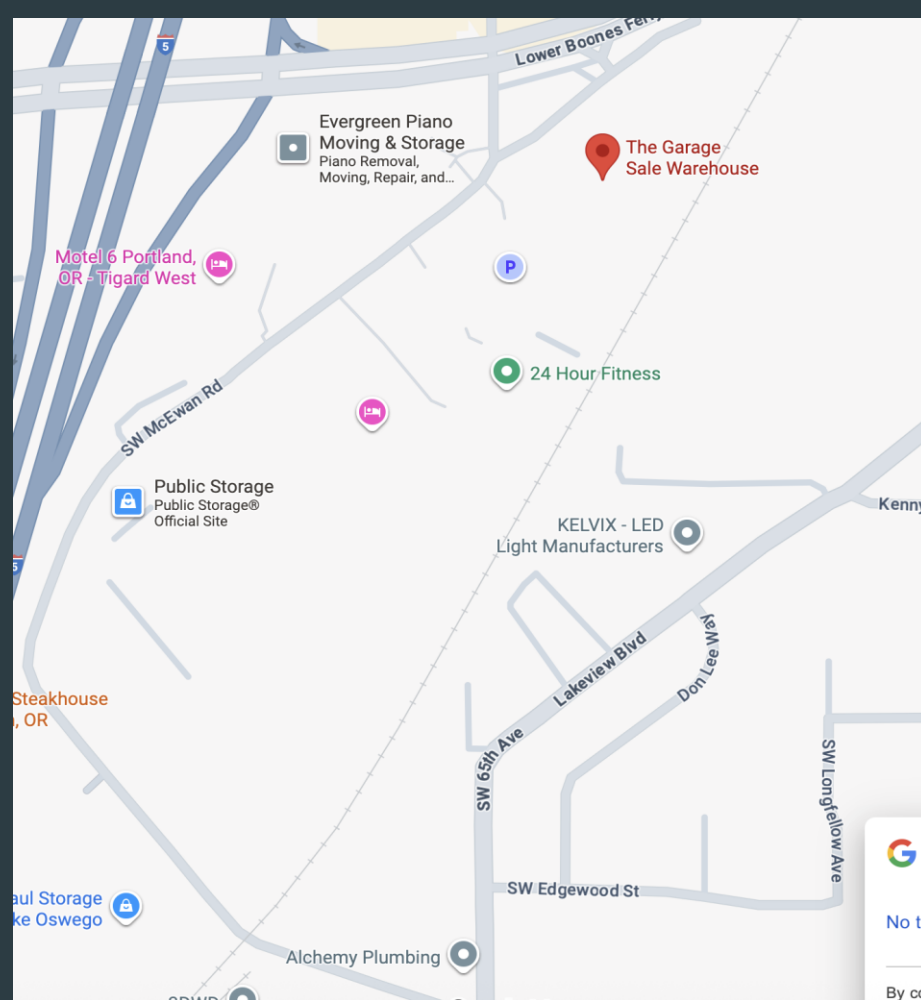 5
Lower Boones Ferry
Evergreen Piano
Moving & Storage
Piano Removal,
Moving, Repair, and...
The Garage
Sale Warehouse
Motel 6 Portland,
OR - Tigard West
P
24 Hour Fitness
SW McEwan Rd
Public Storage
Public Storage®
Official Site
Kenny
KELVIX - LED
Light Manufacturers
5
Don Lee Way
Lakeview Blvd
Steakhouse
, OR
SW 65th Ave
SW Longfellow Ave
G
SW Edgewood St
aul Storage
ke Oswego
No t
Alchemy Plumbing
By co